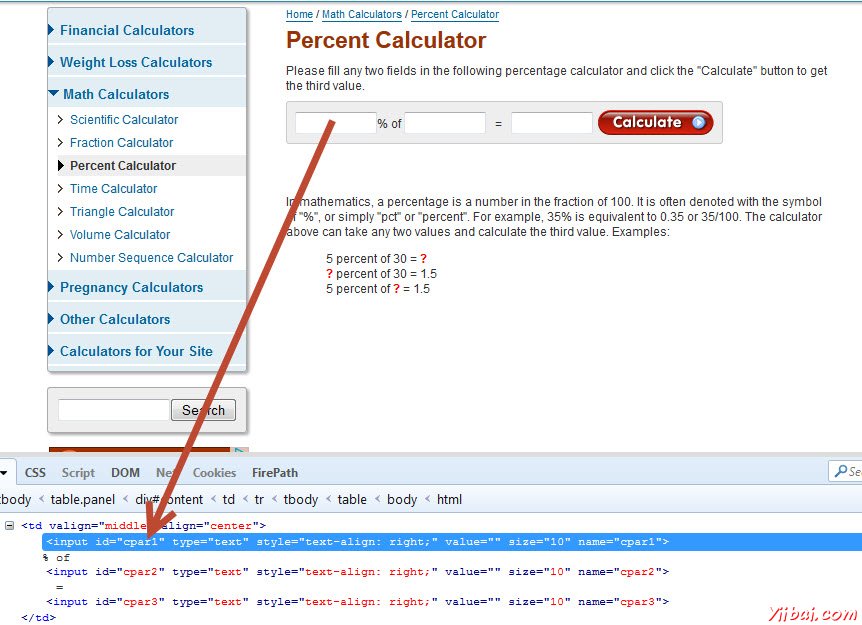 Financial Calculators
Weight Loss Calculators
Math Calculators
Scientific Calculator
Fraction Calculator
Percent Calculator
Time Calculator
Triangle Calculator
Volume Calculator
Number Sequence Calculator
Pregnancy Calculators
Other Calculators
Calculators for Your Site
Search
Home / Math Calculators / Percent Calculator
Percent Calculator
Please fill any two fields in the following percentage calculator and click the "Calculate" button to get
the third value.
% of = Calculate
In mathematics, a percentage is a number in the fraction of 100. It is often denoted with the symbol
of "%", or simply "pct" or "percent". For example, 35% is equivalent to 0.35 or 35/100. The calculator
above can take any two values and calculate the third value. Examples:
5 percent of 30 = ?
? percent of 30 = 1.5
5 percent of ? = 1.5
CSS Script DOM Net Cookies FirePath
tbody < table.panel < div#content < td < tr < tbody < table < body < html
<td valign="middle" align="center">
<input id="cpar1" type="text" style="text-align: right;" value="" size="10" name="cpar1">
% of
<input id="cpar2" type="text" style="text-align: right;" value="" size="10" name="cpar2">
=
<input id="cpar3" type="text" style="text-align: right;" value="" size="10" name="cpar3">
</td>
Yiibai.com